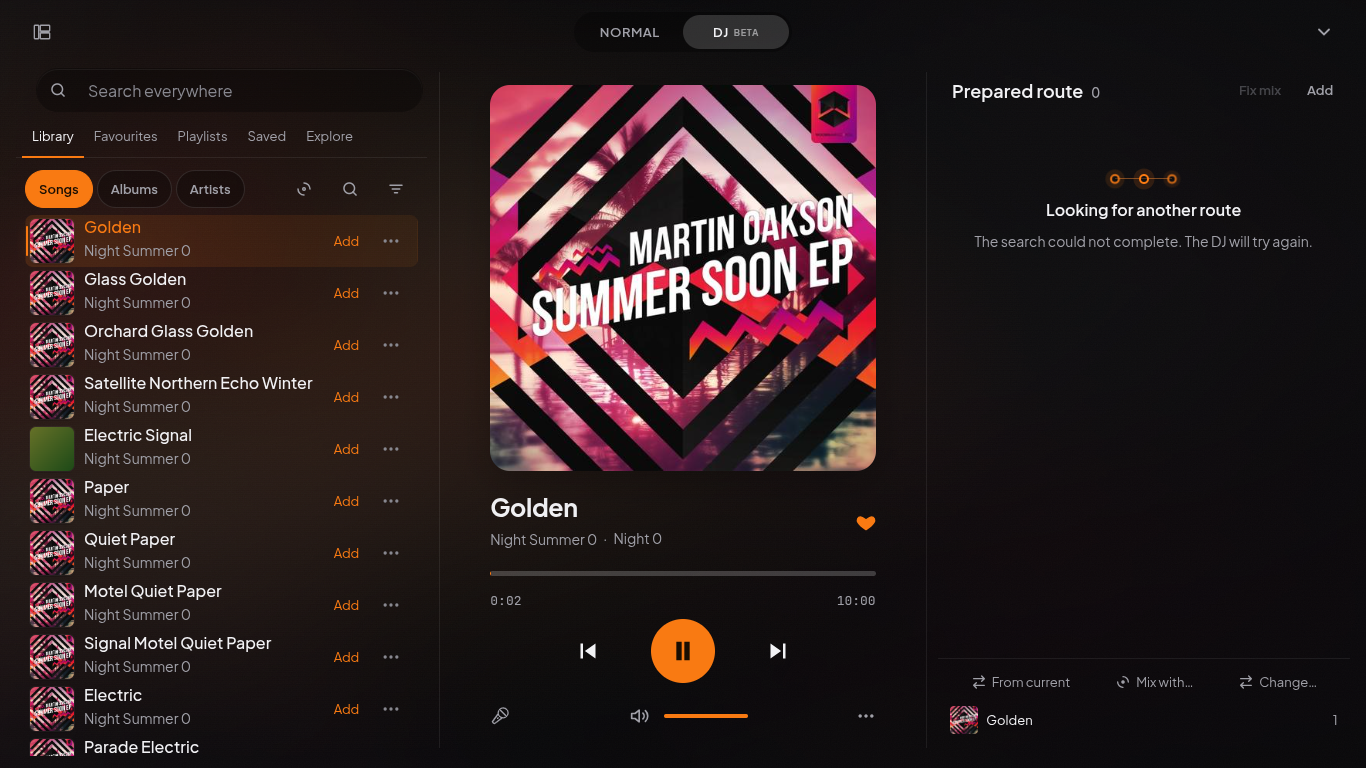 NORMAL
DJ BETA
Search everywhere
Library
Favourites
Playlists
Saved
Explore
Songs
Albums
Artists
Golden
Night Summer 0
Add
Glass Golden
Night Summer 0
Add
Orchard Glass Golden
Night Summer 0
Add
Satellite Northern Echo Winter
Night Summer 0
Add
Electric Signal
Night Summer 0
Add
Paper
Night Summer 0
Add
Quiet Paper
Night Summer 0
Add
Motel Quiet Paper
Night Summer 0
Add
Signal Motel Quiet Paper
Night Summer 0
Add
Electric
Night Summer 0
Add
Parade Electric
MARTIN OAKSON
SUMMER SOON EP
Golden
Night Summer 0 · Night 0
0:02
10:00
Prepared route 0
Fix mix
Add
Looking for another route
The search could not complete. The DJ will try again.
From current
Mix with...
Change...
Golden
1